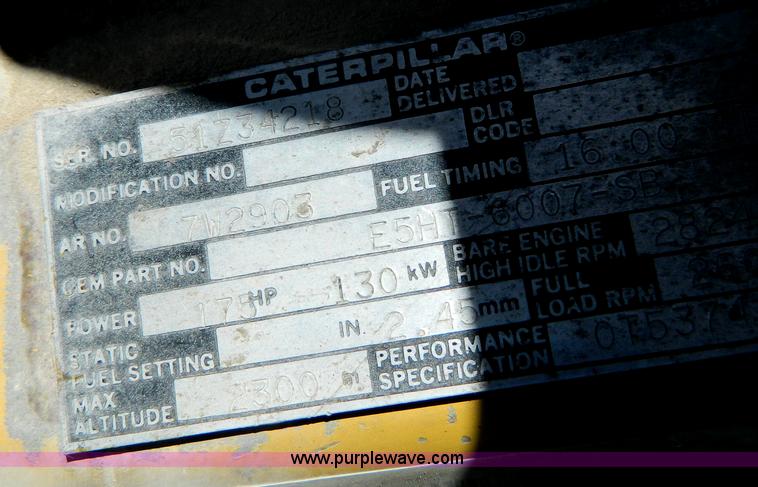 CATERPILLAR®
SER. NO. 51Z34218 DATE DELIVERED
MODIFICATION NO. DLR CODE
AR NO. 7W2903 FUEL TIMING 16.00
OEM PART NO. E5HT-6007-SE
POWER 175 HP 130 kW BARE ENGINE HIGH IDLE RPM
STATIC FUEL SETTING IN. 2.45 mm FULL LOAD RPM
MAX ALTITUDE 2300 m PERFORMANCE SPECIFICATION
www.purplewave.com